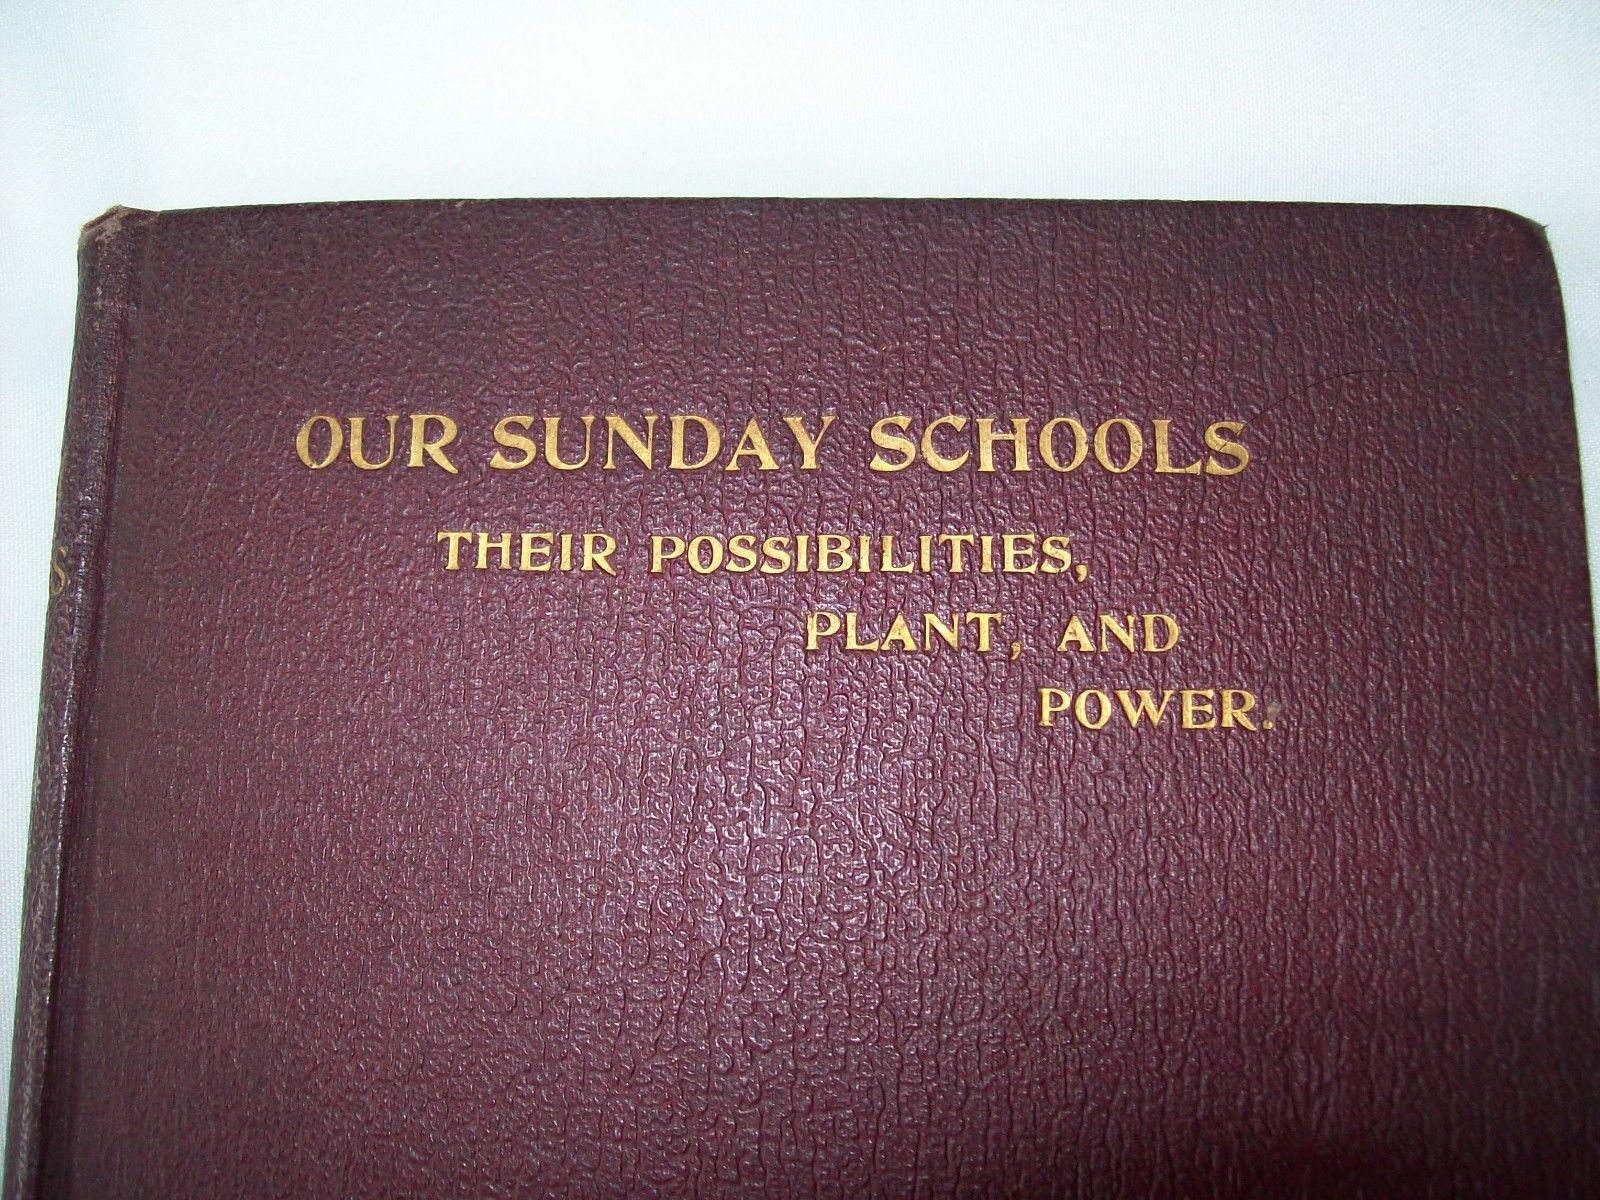 OUR SUNDAY SCHOOLS
THEIR POSSIBILITIES,
PLANT, AND
POWER.
S